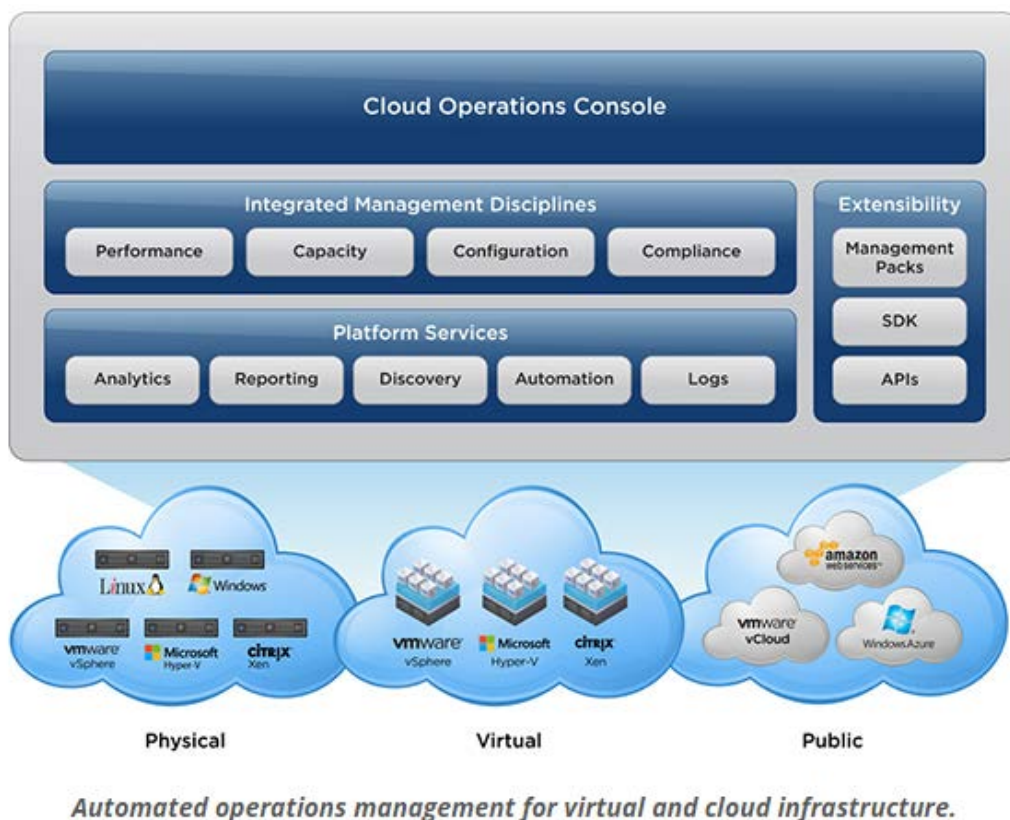 Cloud Operations Console
Integrated Management Disciplines
Performance
Capacity
Configuration
Compliance
Extensibility
Management
Packs
SDK
APIs
Platform Services
Analytics
Reporting
Discovery
Automation
Logs
Linux
Windows
vmware
vSphere
Microsoft
Hyper-V
CITRIX
Xen
vmware
vSphere
Microsoft
Hyper-V
CITRIX
Xen
amazon
web services™
vmware
vCloud
Windows Azure
Physical
Virtual
Public
Automated operations management for virtual and cloud infrastructure.